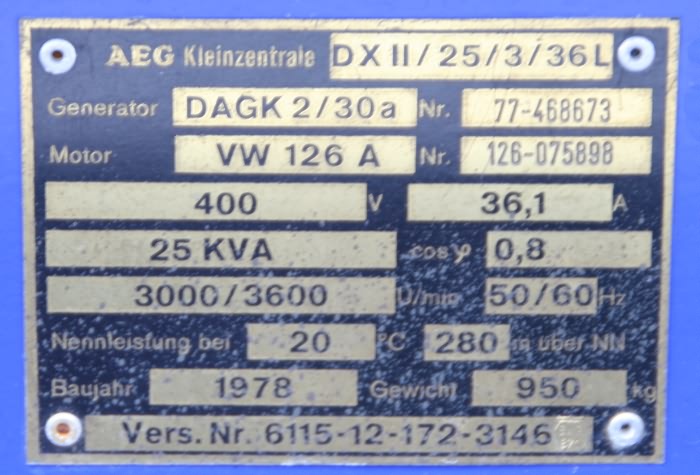 AEG Kleinzentrale DX II/25/3/36L
Generator DAGK 2/30a Nr. 77-468673
Motor VW 126 A Nr. 126-075898
400 V 36,1 A
25 KVA cos φ 0,8
3000/3600 U/min 50/60 Hz
Nennleistung bei 20 °C 280 m über NN
Baujahr 1978 Gewicht 950 kg
Vers. Nr. 6115-12-172-3146